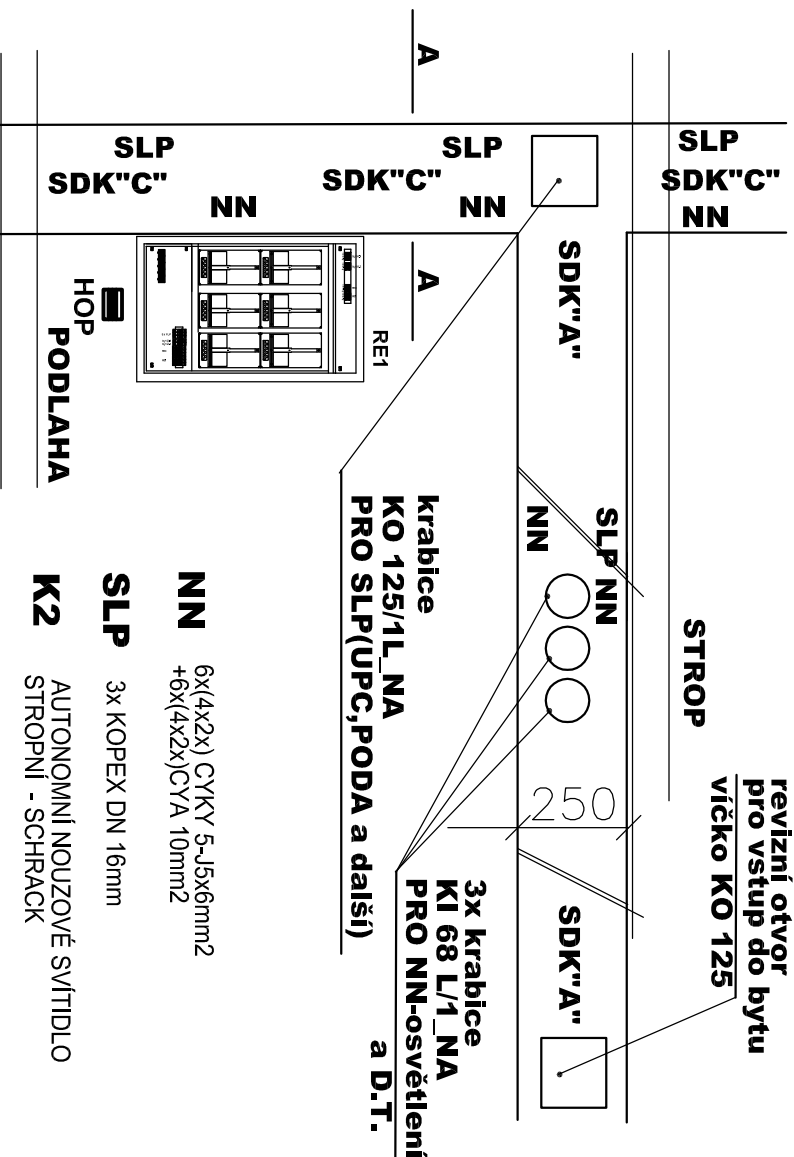 revizní otvor
pro vstup do bytu
víčko KO 125
STROP
SLP
SDK"C"
NN
SLP NN
NN
250
SDK"A"
SDK"A"
A
SLP
SDK"C"
NN
SLP
SDK"C"
NN
A
RE1
HOP
PODLAHA
krabice
KO 125/1L_NA
PRO SLP(UPC,PODA a další)
3x krabice
KI 68 L/1_NA
PRO NN-osvětlení
a D.T.
NN
6x(4x2x) CYKY 5-J5x6mm2
+6x(4x2x)CYA 10mm2
SLP
3x KOPEX DN 16mm
K2
AUTONOMNÍ NOUZOVÉ SVÍTIDLO
STROPNÍ - SCHRACK